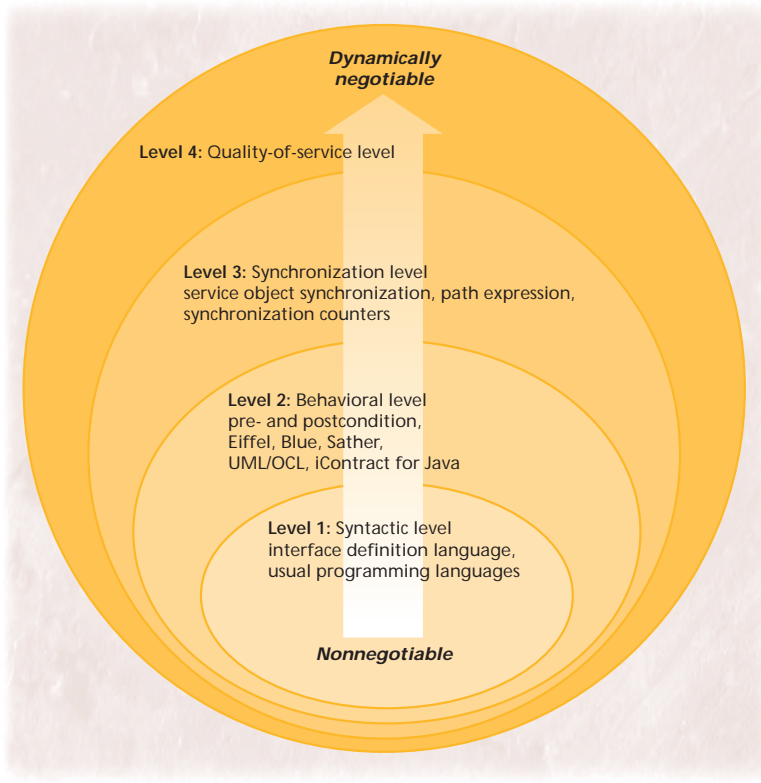 Dynamically
negotiable
Level 4: Quality-of-service level
Level 3: Synchronization level
service object synchronization, path expression,
synchronization counters
Level 2: Behavioral level
pre- and postcondition,
Eiffel, Blue, Sather,
UML/OCL, iContract for Java
Level 1: Syntactic level
interface definition language,
usual programming languages
Nonnegotiable